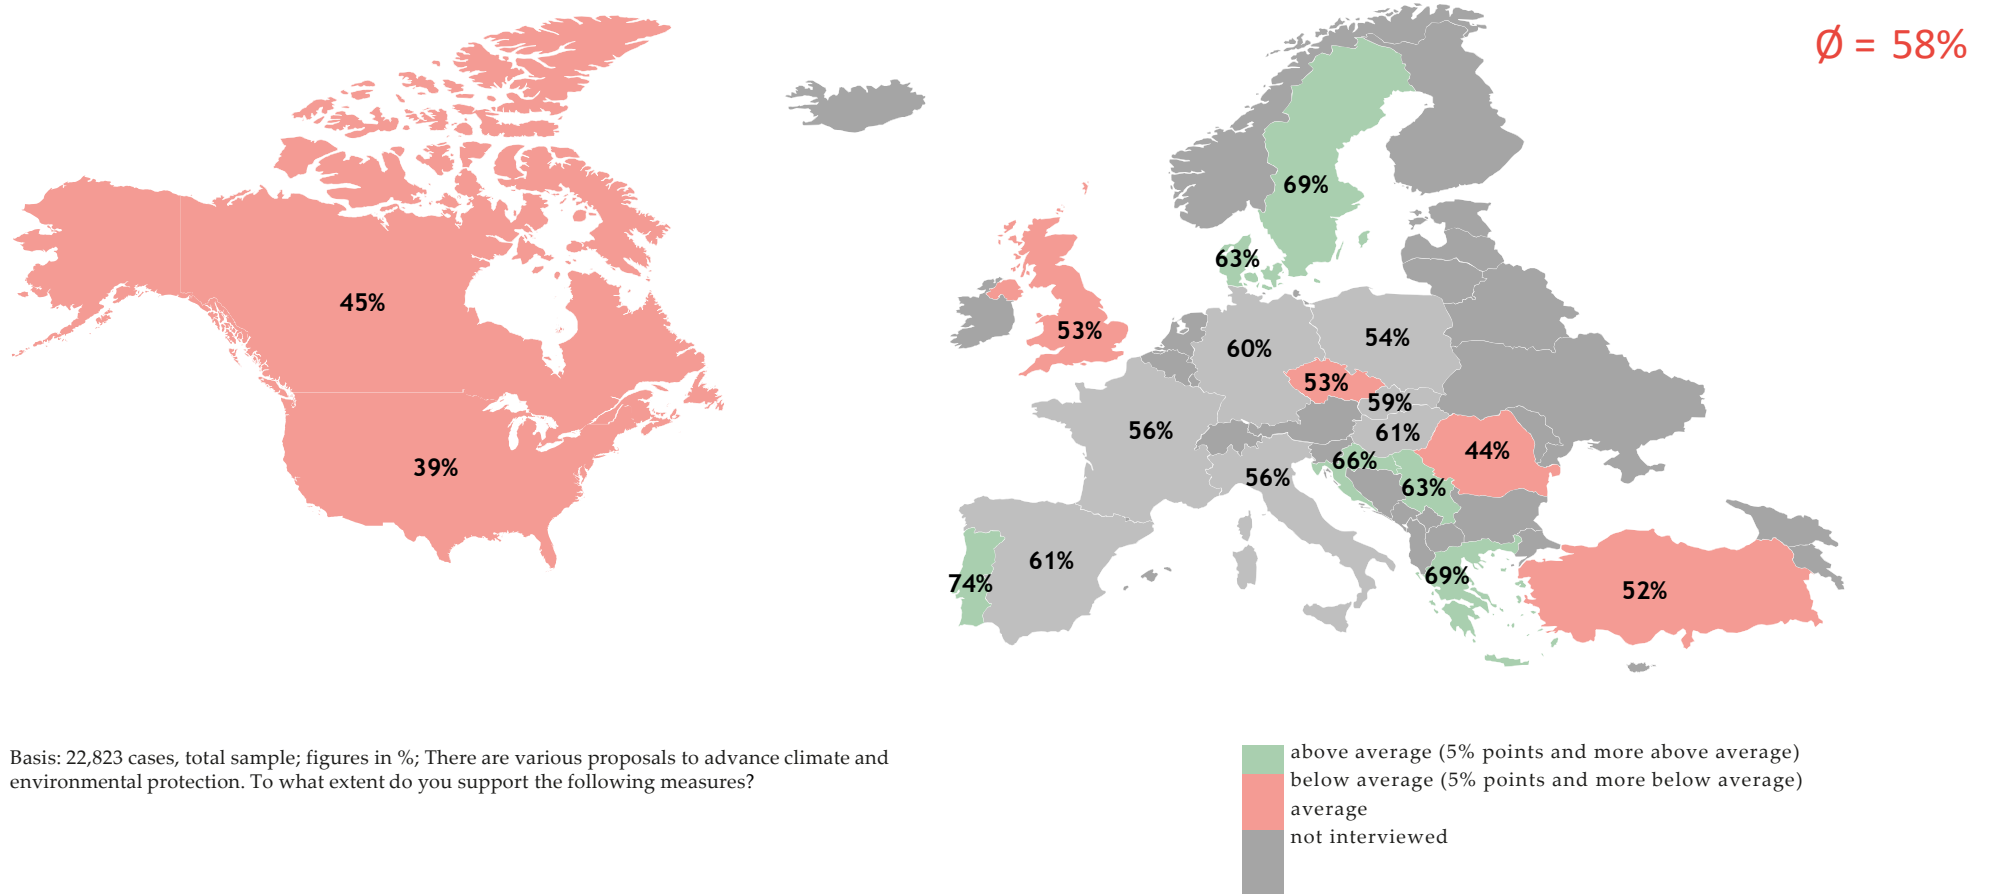 Ø = 58%
69%
63%
45%
53%
60%
54%
53%
59%
56%
61%
66%
44%
39%
56%
63%
61%
74%
69%
52%
Basis: 22,823 cases, total sample; figures in %; There are various proposals to advance climate and
environmental protection. To what extent do you support the following measures?
above average (5% points and more above average)
below average (5% points and more below average)
average
not interviewed